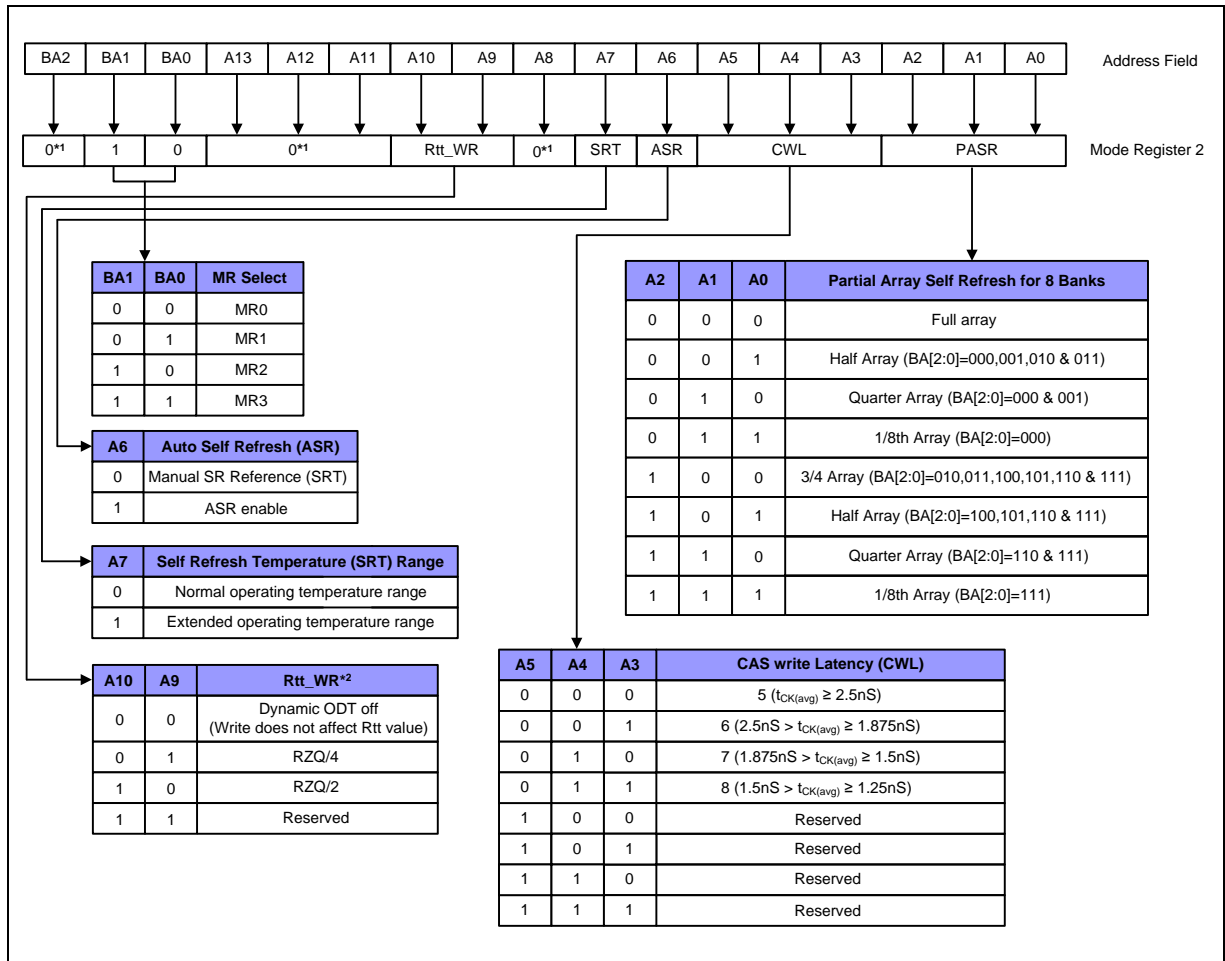 BA2 BA1 BA0 A13 A12 A11 A10 A9 A8 A7 A6 A5 A4 A3 A2 A1 A0 Address Field
0*1 1 0 0*1 Rtt_WR 0*1 SRT ASR CWL PASR Mode Register 2
BA1 BA0 MR Select
0 0 MR0
0 1 MR1
1 0 MR2
1 1 MR3
A6 Auto Self Refresh (ASR)
0 Manual SR Reference (SRT)
1 ASR enable
A7 Self Refresh Temperature (SRT) Range
0 Normal operating temperature range
1 Extended operating temperature range
A10 A9 Rtt_WR*2
0 0 Dynamic ODT off
(Write does not affect Rtt value)
0 1 RZQ/4
1 0 RZQ/2
1 1 Reserved
A2 A1 A0 Partial Array Self Refresh for 8 Banks
0 0 0 Full array
0 0 1 Half Array (BA[2:0]=000,001,010 & 011)
0 1 0 Quarter Array (BA[2:0]=000 & 001)
0 1 1 1/8th Array (BA[2:0]=000)
1 0 0 3/4 Array (BA[2:0]=010,011,100,101,110 & 111)
1 0 1 Half Array (BA[2:0]=100,101,110 & 111)
1 1 0 Quarter Array (BA[2:0]=110 & 111)
1 1 1 1/8th Array (BA[2:0]=111)
A5 A4 A3 CAS write Latency (CWL)
0 0 0 5 (tCK(avg) ≥ 2.5nS)
0 0 1 6 (2.5nS > tCK(avg) ≥ 1.875nS)
0 1 0 7 (1.875nS > tCK(avg) ≥ 1.5nS)
0 1 1 8 (1.5nS > tCK(avg) ≥ 1.25nS)
1 0 0 Reserved
1 0 1 Reserved
1 1 0 Reserved
1 1 1 Reserved